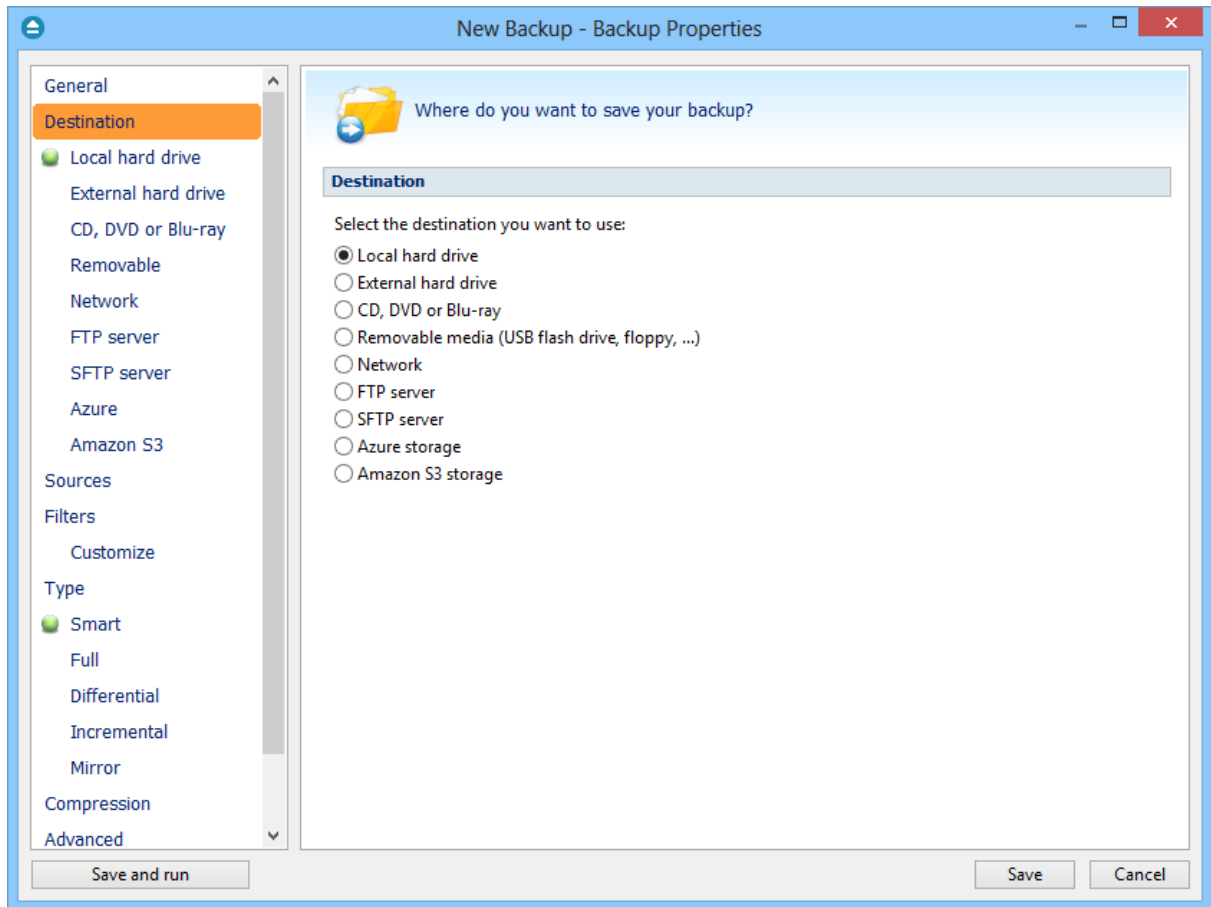 New Backup - Backup Properties
General
Destination
Local hard drive
External hard drive
CD, DVD or Blu-ray
Removable
Network
FTP server
SFTP server
Azure
Amazon S3
Sources
Filters
Customize
Type
Smart
Full
Differential
Incremental
Mirror
Compression
Advanced
Where do you want to save your backup?
Destination
Select the destination you want to use:
Local hard drive
External hard drive
CD, DVD or Blu-ray
Removable media (USB flash drive, floppy, ...)
Network
FTP server
SFTP server
Azure storage
Amazon S3 storage
Save and run
Save
Cancel